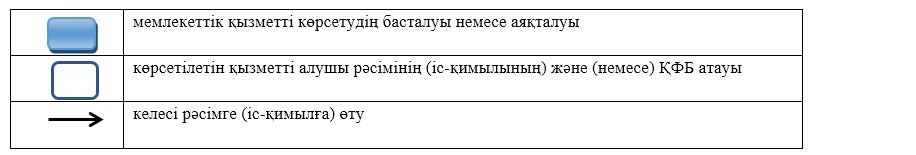 мемлекеттік қызметті көрсетудің басталуы немесе аяқталуы
көрсетілетін қызметті алушы рәсімінің (іс-қимылының) және (немесе) ҚФБ атауы
келесі рәсімге (іс-қимылға) өту